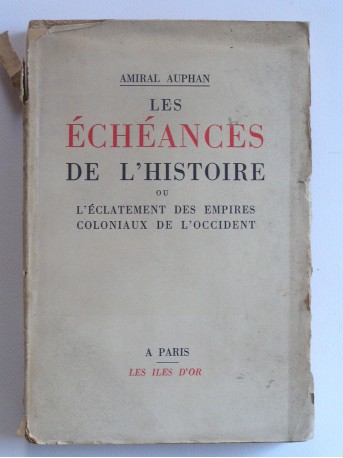 AMIRAL AUPHAN
LES
ÉCHÉANCES
DE L'HISTOIRE
OU
L'ÉCLATEMENT DES EMPIRES
COLONIAUX DE L'OCCIDENT
A PARIS
LES ILES D'OR